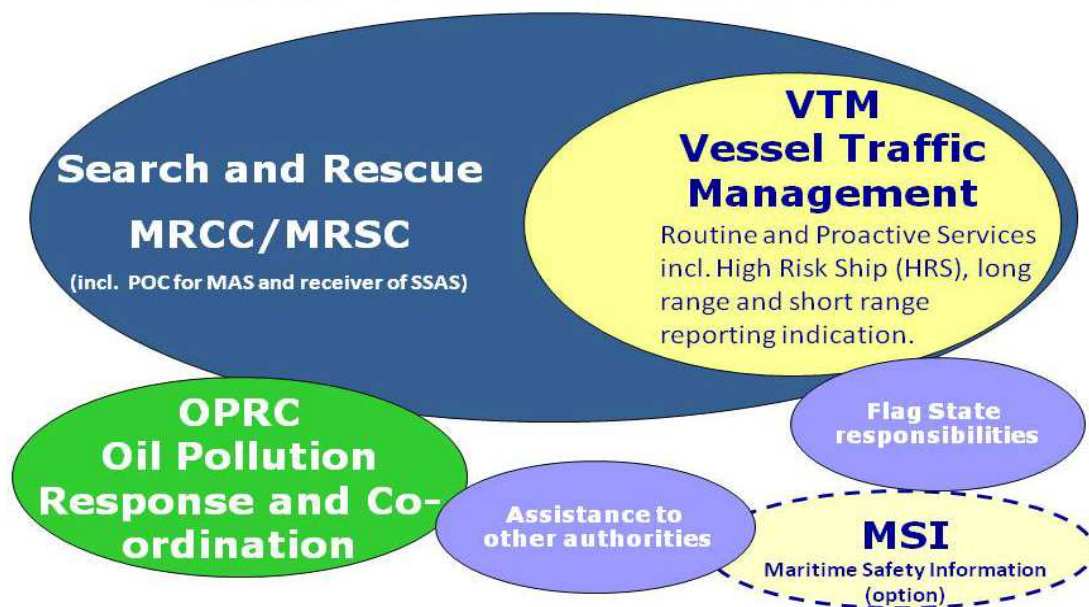 Search and Rescue
MRCC/MRSC
(incl. POC for MAS and receiver of SSAS)
VTM
Vessel Traffic
Management
Routine and Proactive Services
incl. High Risk Ship (HRS), long
range and short range
reporting indication.
OPRC
Oil Pollution
Response and Co-
ordination
Flag State
responsibilities
Assistance to
other authorities
MSI
Maritime Safety Information
(option)